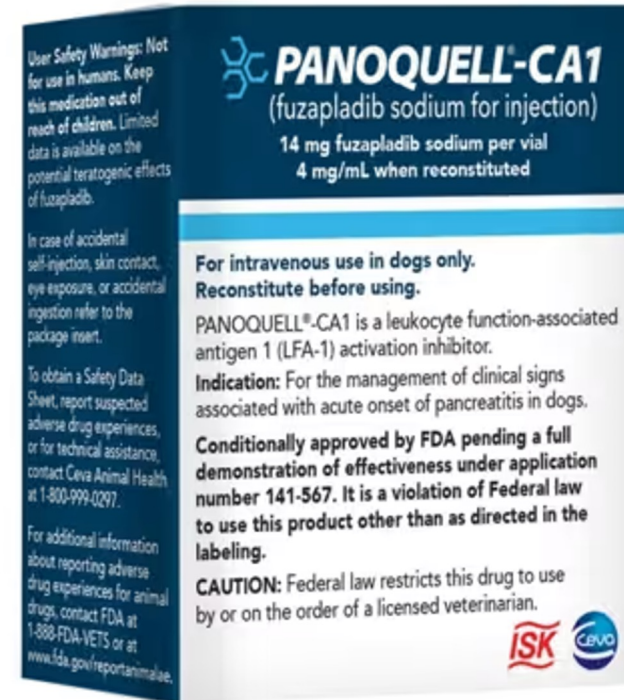 User Safety Warnings: Not
for use in humans. Keep
this medication out of
reach of children. Limited
data is available on the
potential teratogenic effects
of fuzapladib.
In case of accidental
self-injection, skin contact,
eye exposure, or accidental
ingestion refer to the
package insert.
To obtain a Safety Data
Sheet, report suspected
adverse drug experiences,
or for technical assistance,
contact Ceva Animal Health
at 1-800-999-0297.
For additional information
about reporting adverse
drug experiences for animal
drugs, contact FDA at
1-888-FDA-VETS or at
www.fda.gov/reportanimalae.
PANOQUELL®-CA1
(fuzapladib sodium for injection)
14 mg fuzapladib sodium per vial
4 mg/mL when reconstituted
For intravenous use in dogs only.
Reconstitute before using.
PANOQUELL®-CA1 is a leukocyte function-associated
antigen 1 (LFA-1) activation inhibitor.
Indication: For the management of clinical signs
associated with acute onset of pancreatitis in dogs.
Conditionally approved by FDA pending a full
demonstration of effectiveness under application
number 141-567. It is a violation of Federal law
to use this product other than as directed in the
labeling.
CAUTION: Federal law restricts this drug to use
by or on the order of a licensed veterinarian.
ISK
Ceva